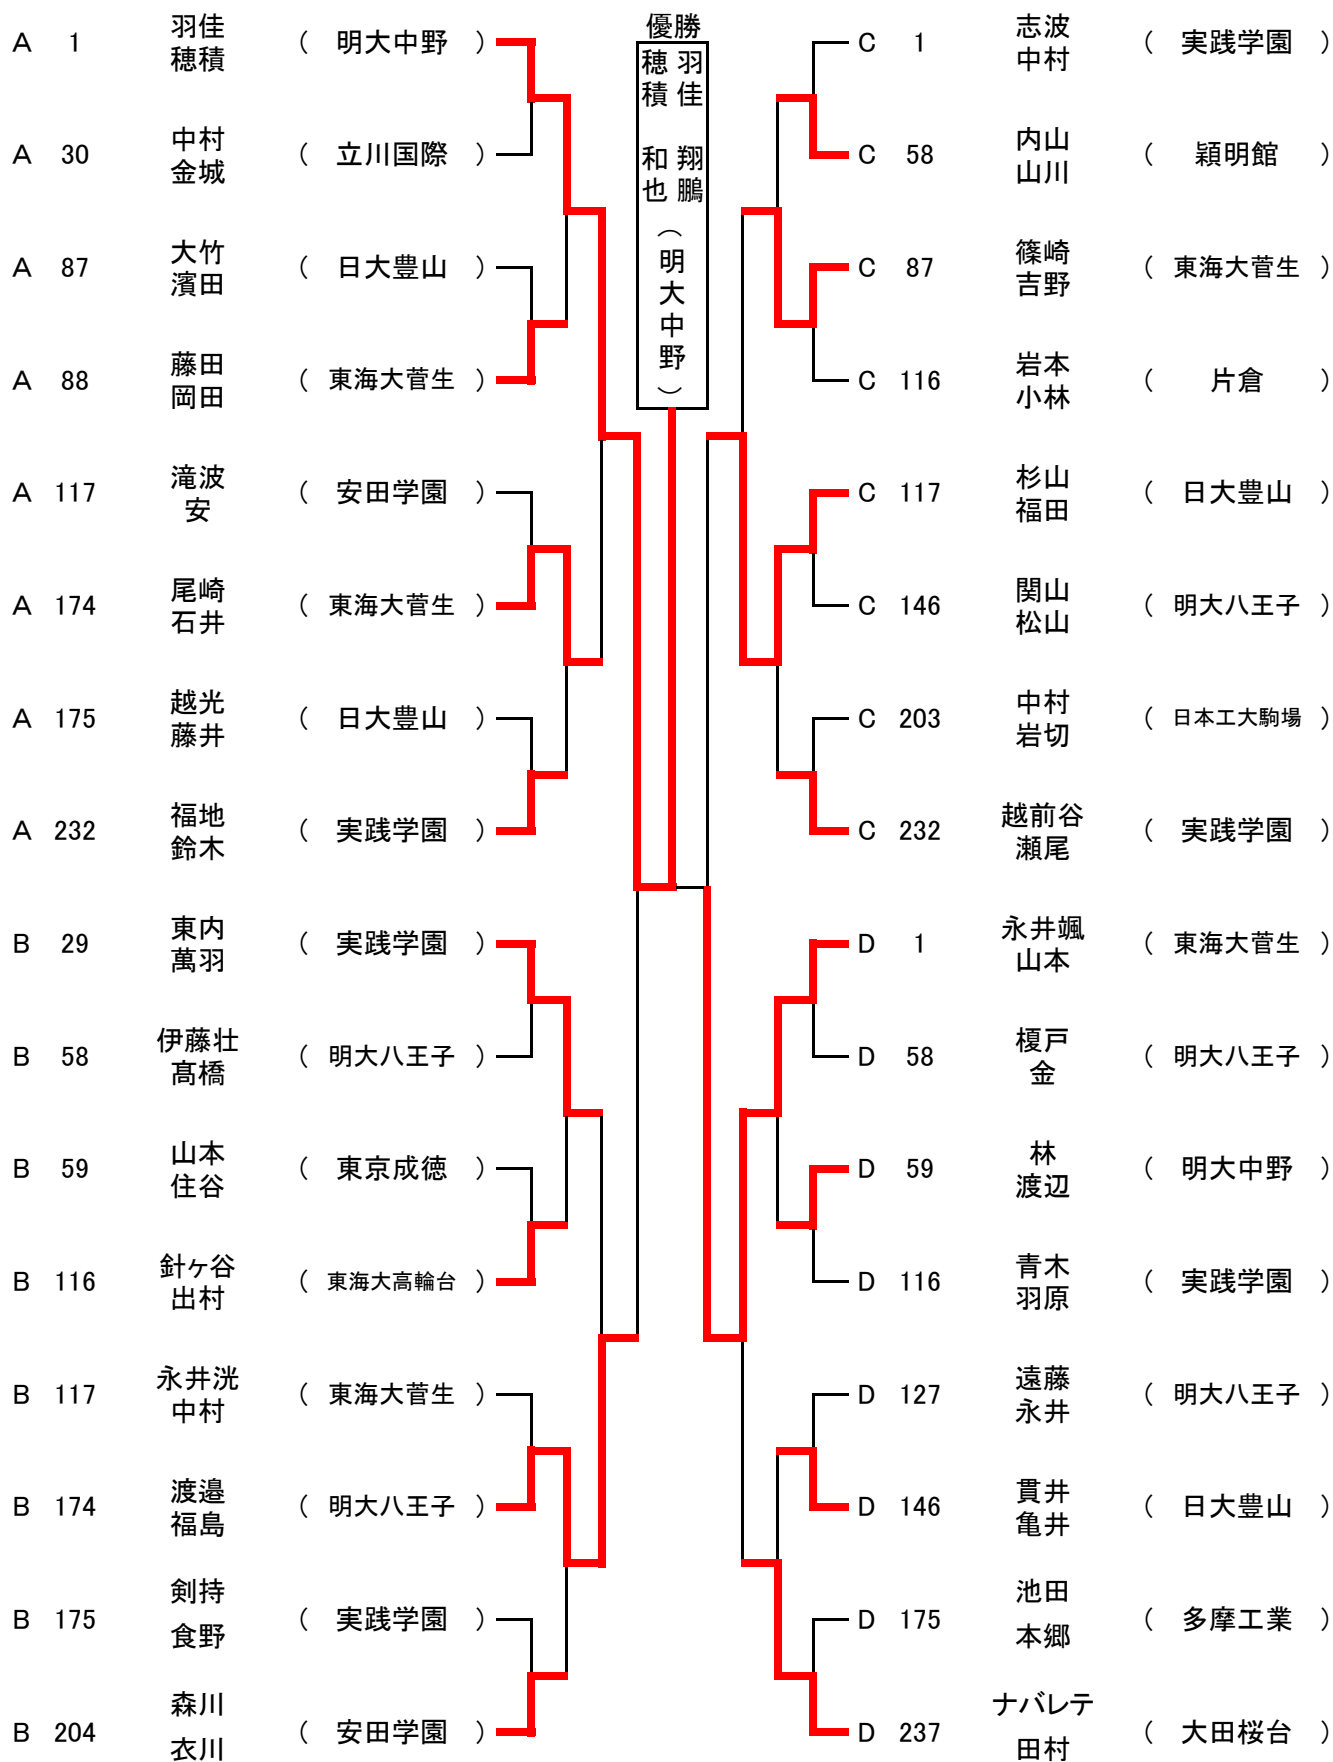 優勝
羽佳 翔鵬
穂積 和也
（明大中野）
A 1 羽佳 穂積 （ 明大中野 ）
A 30 中村 金城 （ 立川国際 ）
A 87 大竹 濱田 （ 日大豊山 ）
A 88 藤田 岡田 （ 東海大菅生 ）
A 117 滝波 安 （ 安田学園 ）
A 174 尾崎 石井 （ 東海大菅生 ）
A 175 越光 藤井 （ 日大豊山 ）
A 232 福地 鈴木 （ 実践学園 ）
B 29 東内 萬羽 （ 実践学園 ）
B 58 伊藤壮 髙橋 （ 明大八王子 ）
B 59 山本 住谷 （ 東京成徳 ）
B 116 針ヶ谷 出村 （ 東海大高輪台 ）
B 117 永井洸 中村 （ 東海大菅生 ）
B 174 渡邉 福島 （ 明大八王子 ）
B 175 剣持 食野 （ 実践学園 ）
B 204 森川 衣川 （ 安田学園 ）
C 1 志波 中村 （ 実践学園 ）
C 58 内山 山川 （ 穎明館 ）
C 87 篠崎 吉野 （ 東海大菅生 ）
C 116 岩本 小林 （ 片倉 ）
C 117 杉山 福田 （ 日大豊山 ）
C 146 関山 松山 （ 明大八王子 ）
C 203 中村 岩切 （ 日本工大駒場 ）
C 232 越前谷 瀬尾 （ 実践学園 ）
D 1 永井颯 山本 （ 東海大菅生 ）
D 58 榎戸 金 （ 明大八王子 ）
D 59 林 渡辺 （ 明大中野 ）
D 116 青木 羽原 （ 実践学園 ）
D 127 遠藤 永井 （ 明大八王子 ）
D 146 貫井 亀井 （ 日大豊山 ）
D 175 池田 本郷 （ 多摩工業 ）
D 237 ナバレテ 田村 （ 大田桜台 ）